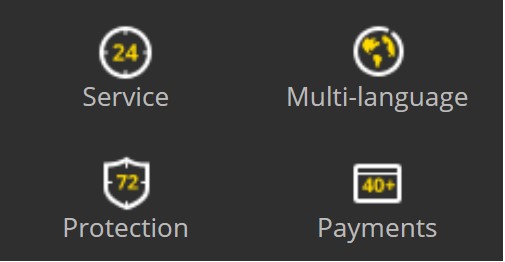 24
Service
Multi-language
72
Protection
40+
Payments